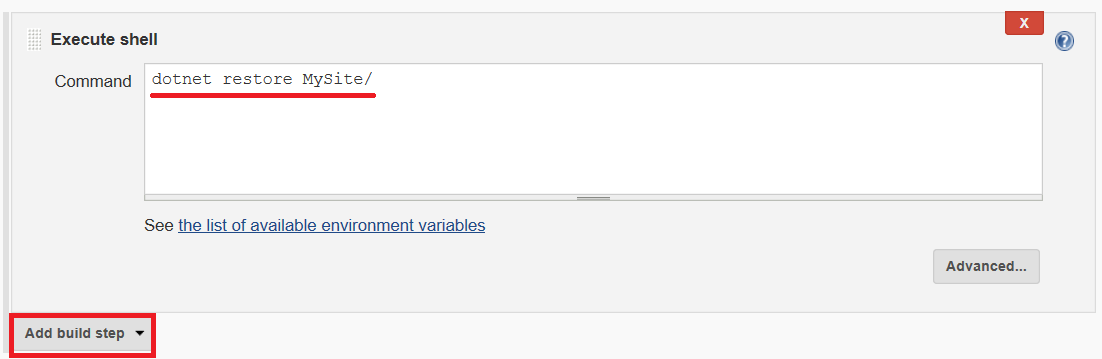 X
Execute shell
?
Command
dotnet restore MySite/
See the list of available environment variables
Advanced...
Add build step